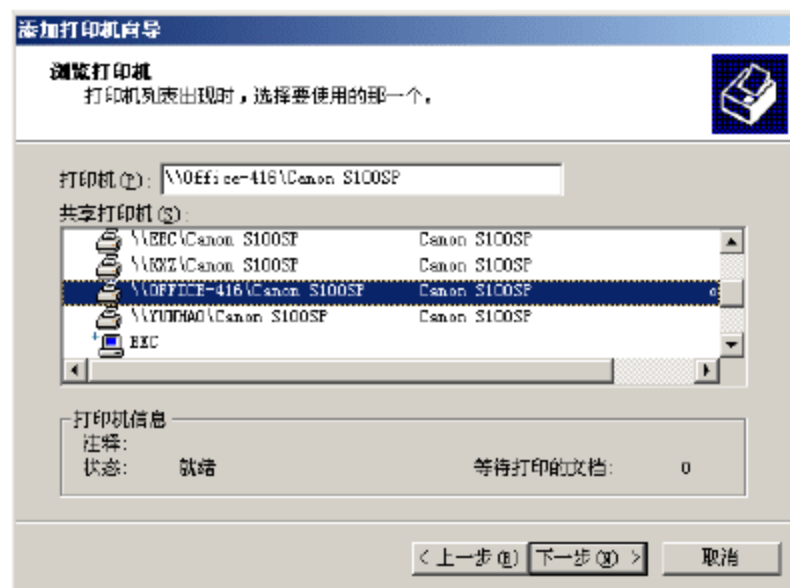 添加打印机向导
浏览打印机
打印机列表出现时，选择要使用的那一个。
打印机(P): \\Office-416\Canon S100SP
共享打印机(S):
\Canon S100SP Canon S100SP
\Canon S100SP Canon S100SP
\\OFFICE-416\Canon S100SP Canon S100SP 0
\Canon S100SP Canon S100SP
打印机信息
注释:
状态: 就绪 等待打印的文档: 0
< 上一步(B) 下一步(N) > 取消